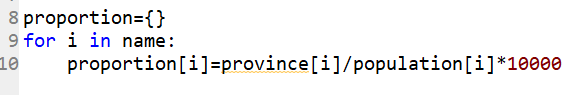 8 proportion={}
9 for i in name:
10     proportion[i]=province[i]/population[i]*10000